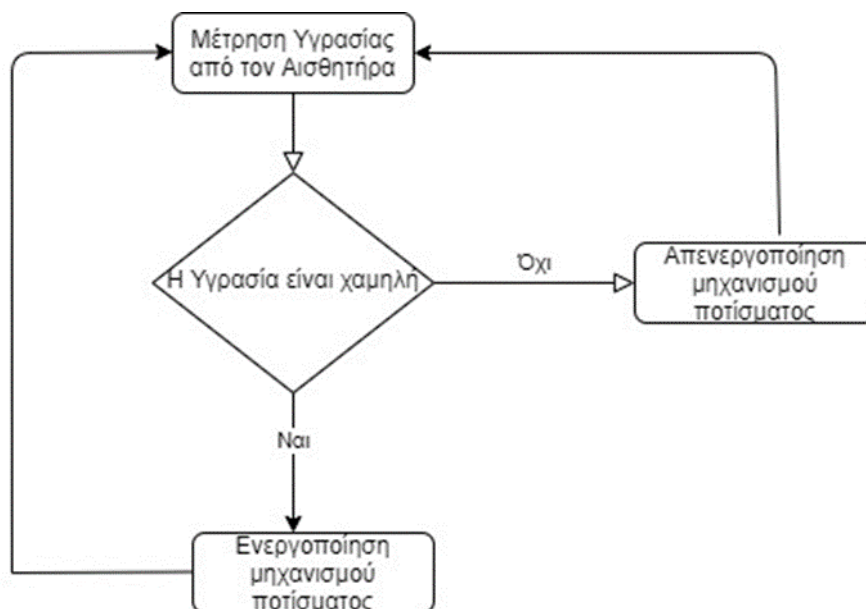 Μέτρηση Υγρασίας
από τον Αισθητήρα
Η Υγρασία είναι χαμηλή
Όχι
Απενεργοποίηση
μηχανισμού
ποτίσματος
Ναι
Ενεργοποίηση
μηχανισμού
ποτίσματος